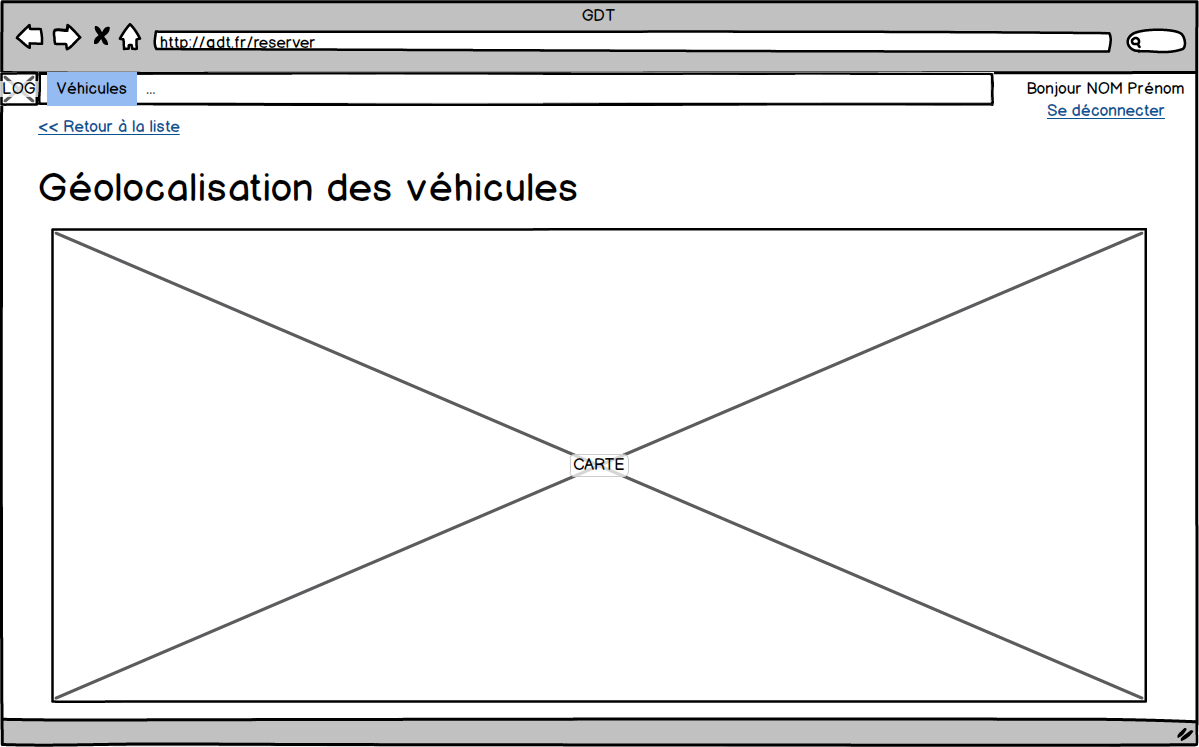 GDT
http://gdt.fr/reserver
LOG
Véhicules
...
Bonjour NOM Prénom
Se déconnecter
<< Retour à la liste
Géolocalisation des véhicules
CARTE